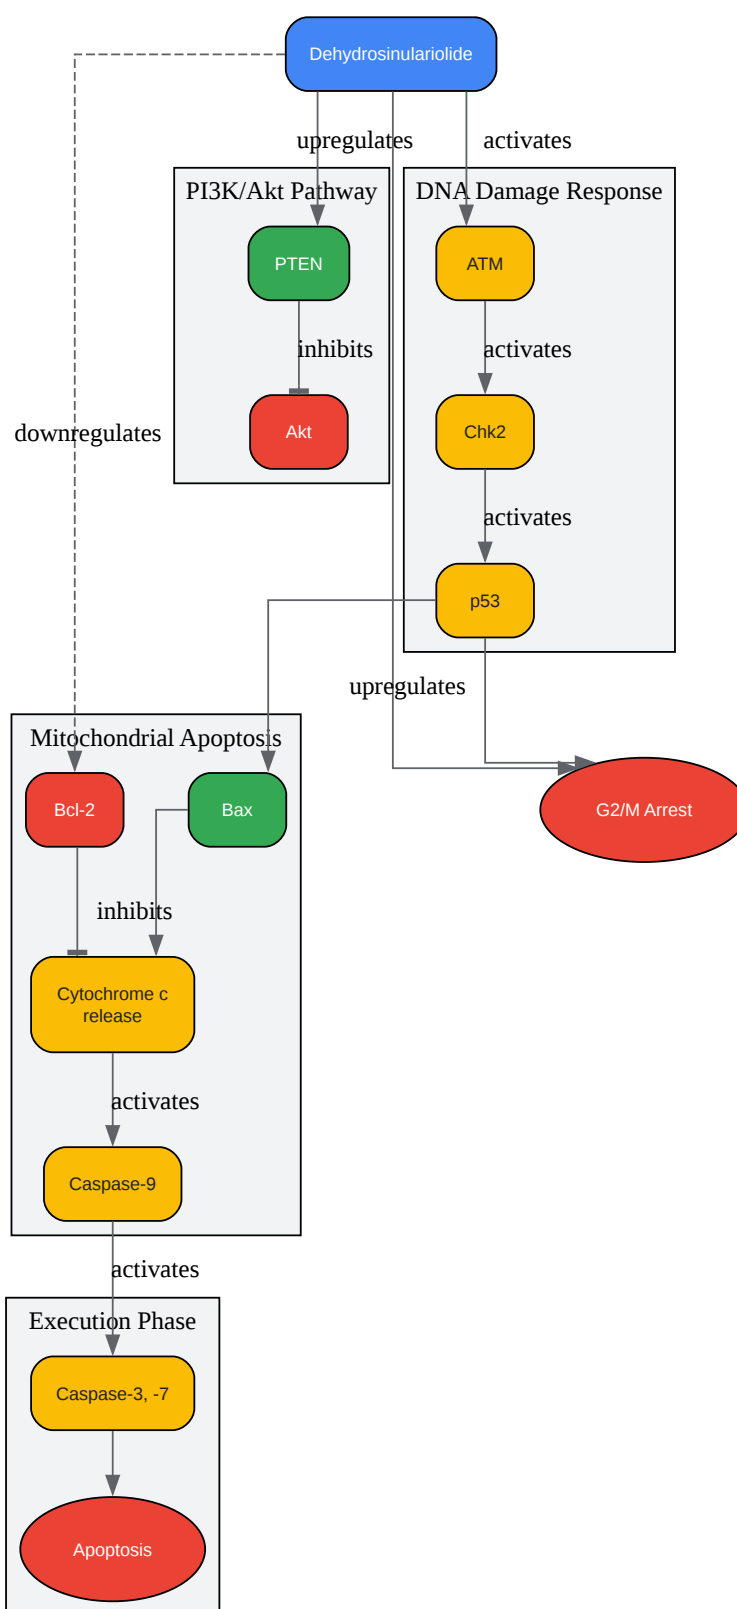 Dehydrosinulariolide
upregulates
activates
PI3K/Akt Pathway
DNA Damage Response
PTEN
ATM
inhibits
activates
downregulates
Akt
Chk2
activates
p53
upregulates
Mitochondrial Apoptosis
Bcl-2
Bax
G2/M Arrest
inhibits
Cytochrome c
release
activates
Caspase-9
activates
Execution Phase
Caspase-3, -7
Apoptosis